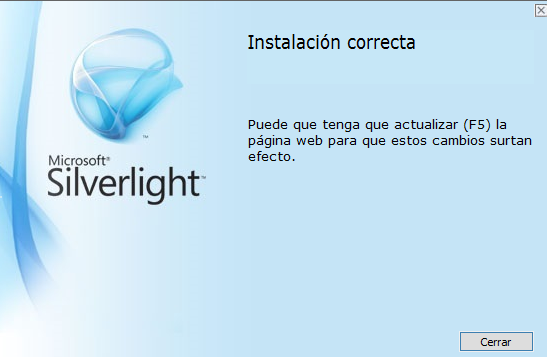 Instalación correcta
Puede que tenga que actualizar (F5) la
página web para que estos cambios surtan
efecto.
™
Microsoft®
Silverlight™
Cerrar